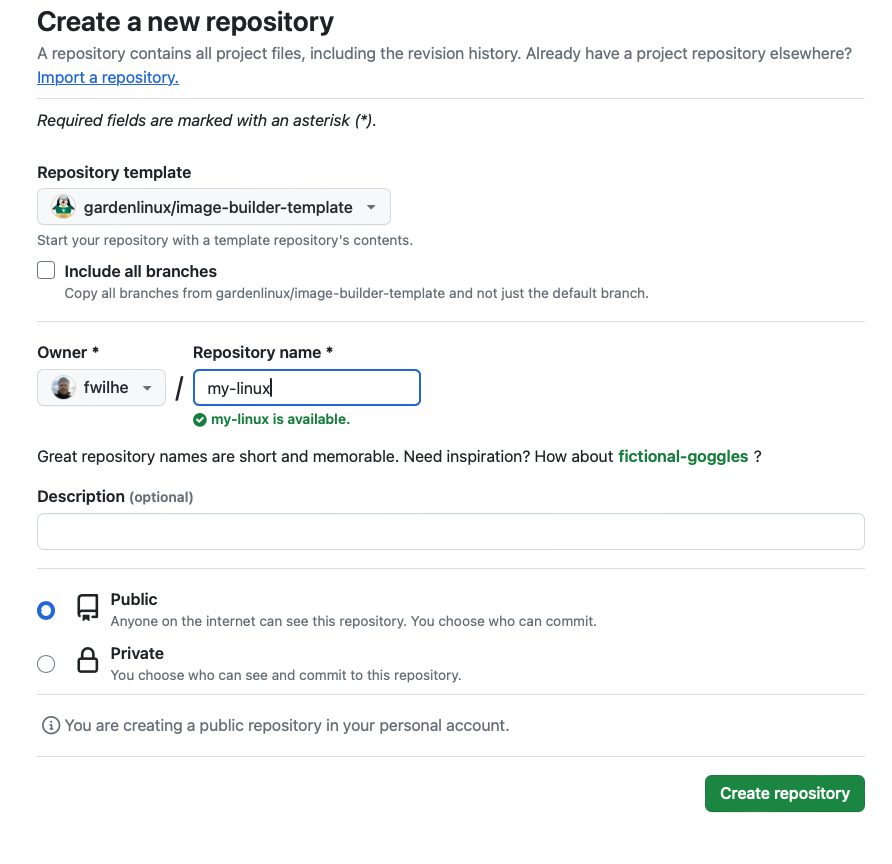 Create a new repository
A repository contains all project files, including the revision history. Already have a project repository elsewhere?
Import a repository.
Required fields are marked with an asterisk (*).
Repository template
gardenlinux/image-builder-template
Start your repository with a template repository's contents.
Include all branches
Copy all branches from gardenlinux/image-builder-template and not just the default branch.
Owner * Repository name *
fwilhe / my-linux
my-linux is available.
Great repository names are short and memorable. Need inspiration? How about fictional-goggles ?
Description (optional)
Public
Anyone on the internet can see this repository. You choose who can commit.
Private
You choose who can see and commit to this repository.
You are creating a public repository in your personal account.
Create repository